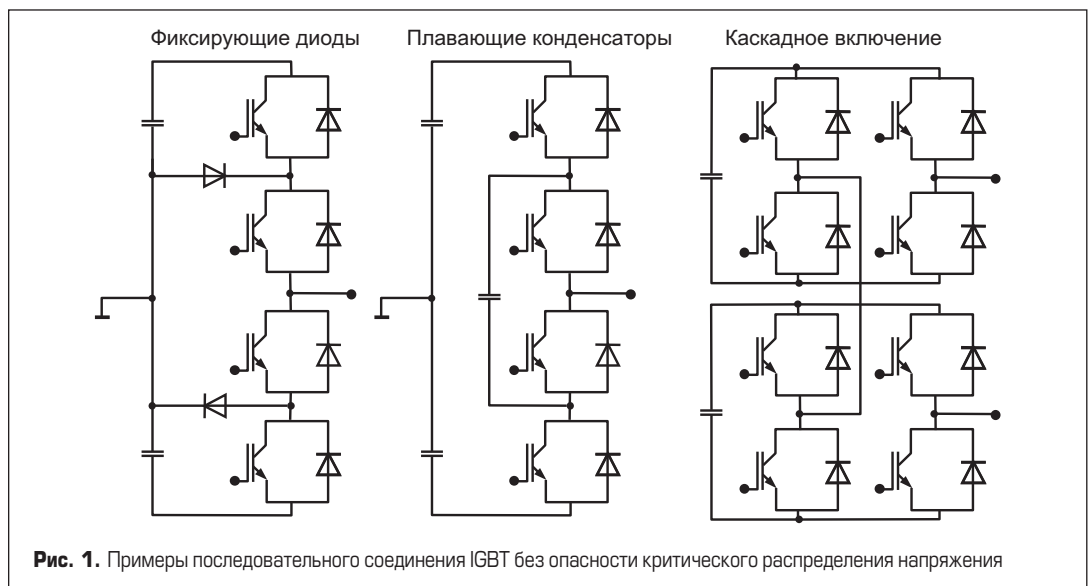 Фиксирующие диоды
Плавающие конденсаторы
Каскадное включение
Рис. 1. Примеры последовательного соединения IGBT без опасности критического распределения напряжения